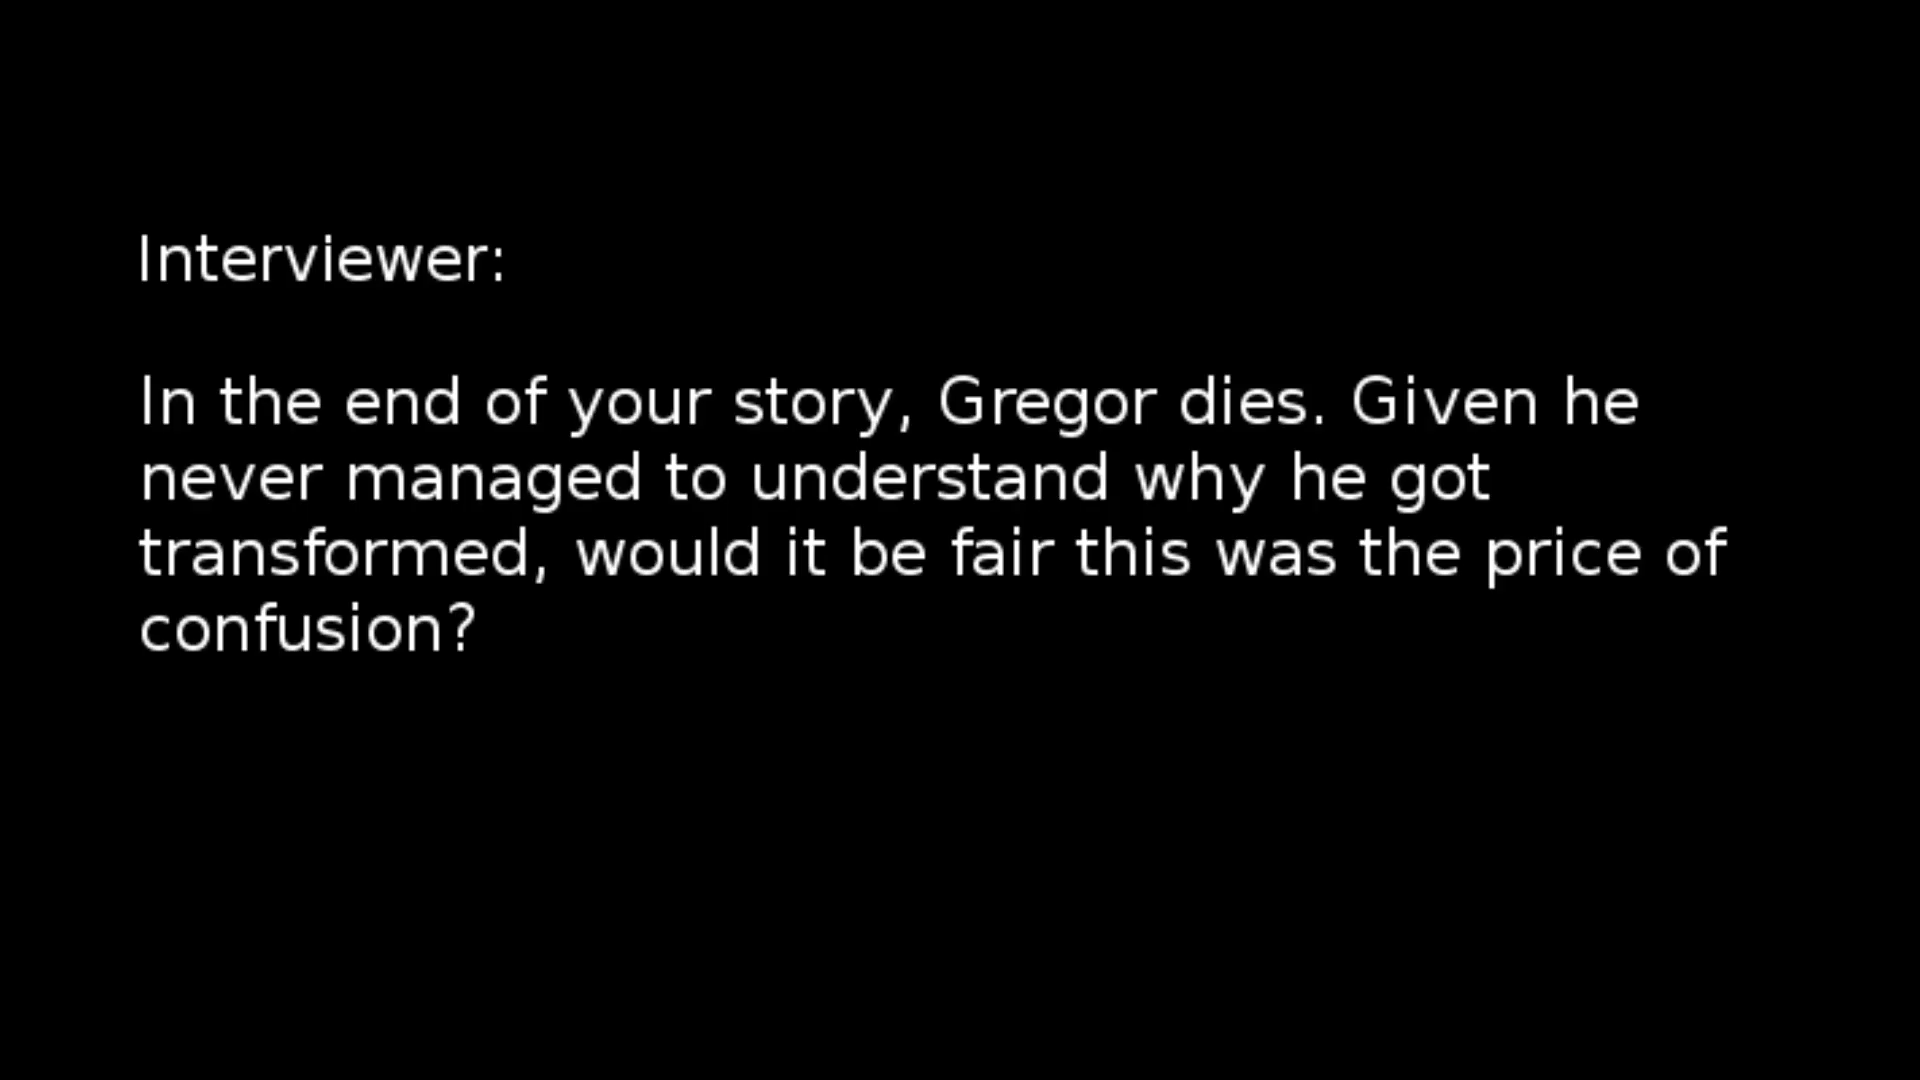 Interviewer:
In the end of your story, Gregor dies. Given he
never managed to understand why he got
transformed, would it be fair this was the price of
confusion?